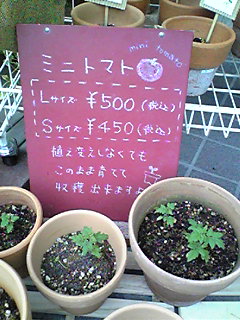 mini tomato
ミニトマト
Lサイズ ¥500 (税込)
Sサイズ ¥450 (税込)
植え変えしなくても
このまま育てて
収穫出来ますよ